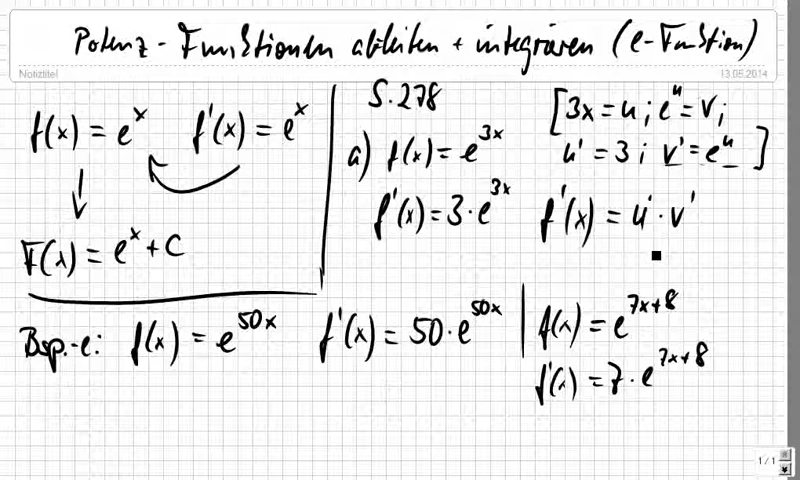 Potenz-Funktionen ableiten + integrieren (e-Funktion)
Notiztitel
13.05.2014
f(x) = e^x f'(x) = e^x
F(x) = e^x + C
S. 278
a) f(x) = e^{3x}
f'(x) = 3 · e^{3x}
[3x = u ; e^u = v ;
u' = 3 ; v' = e^u ]
f'(x) = u' · v'
Bsp.-e: f(x) = e^{50x} f'(x) = 50 · e^{50x}
f(x) = e^{7x+8}
f'(x) = 7 · e^{7x+8}
1 / 1